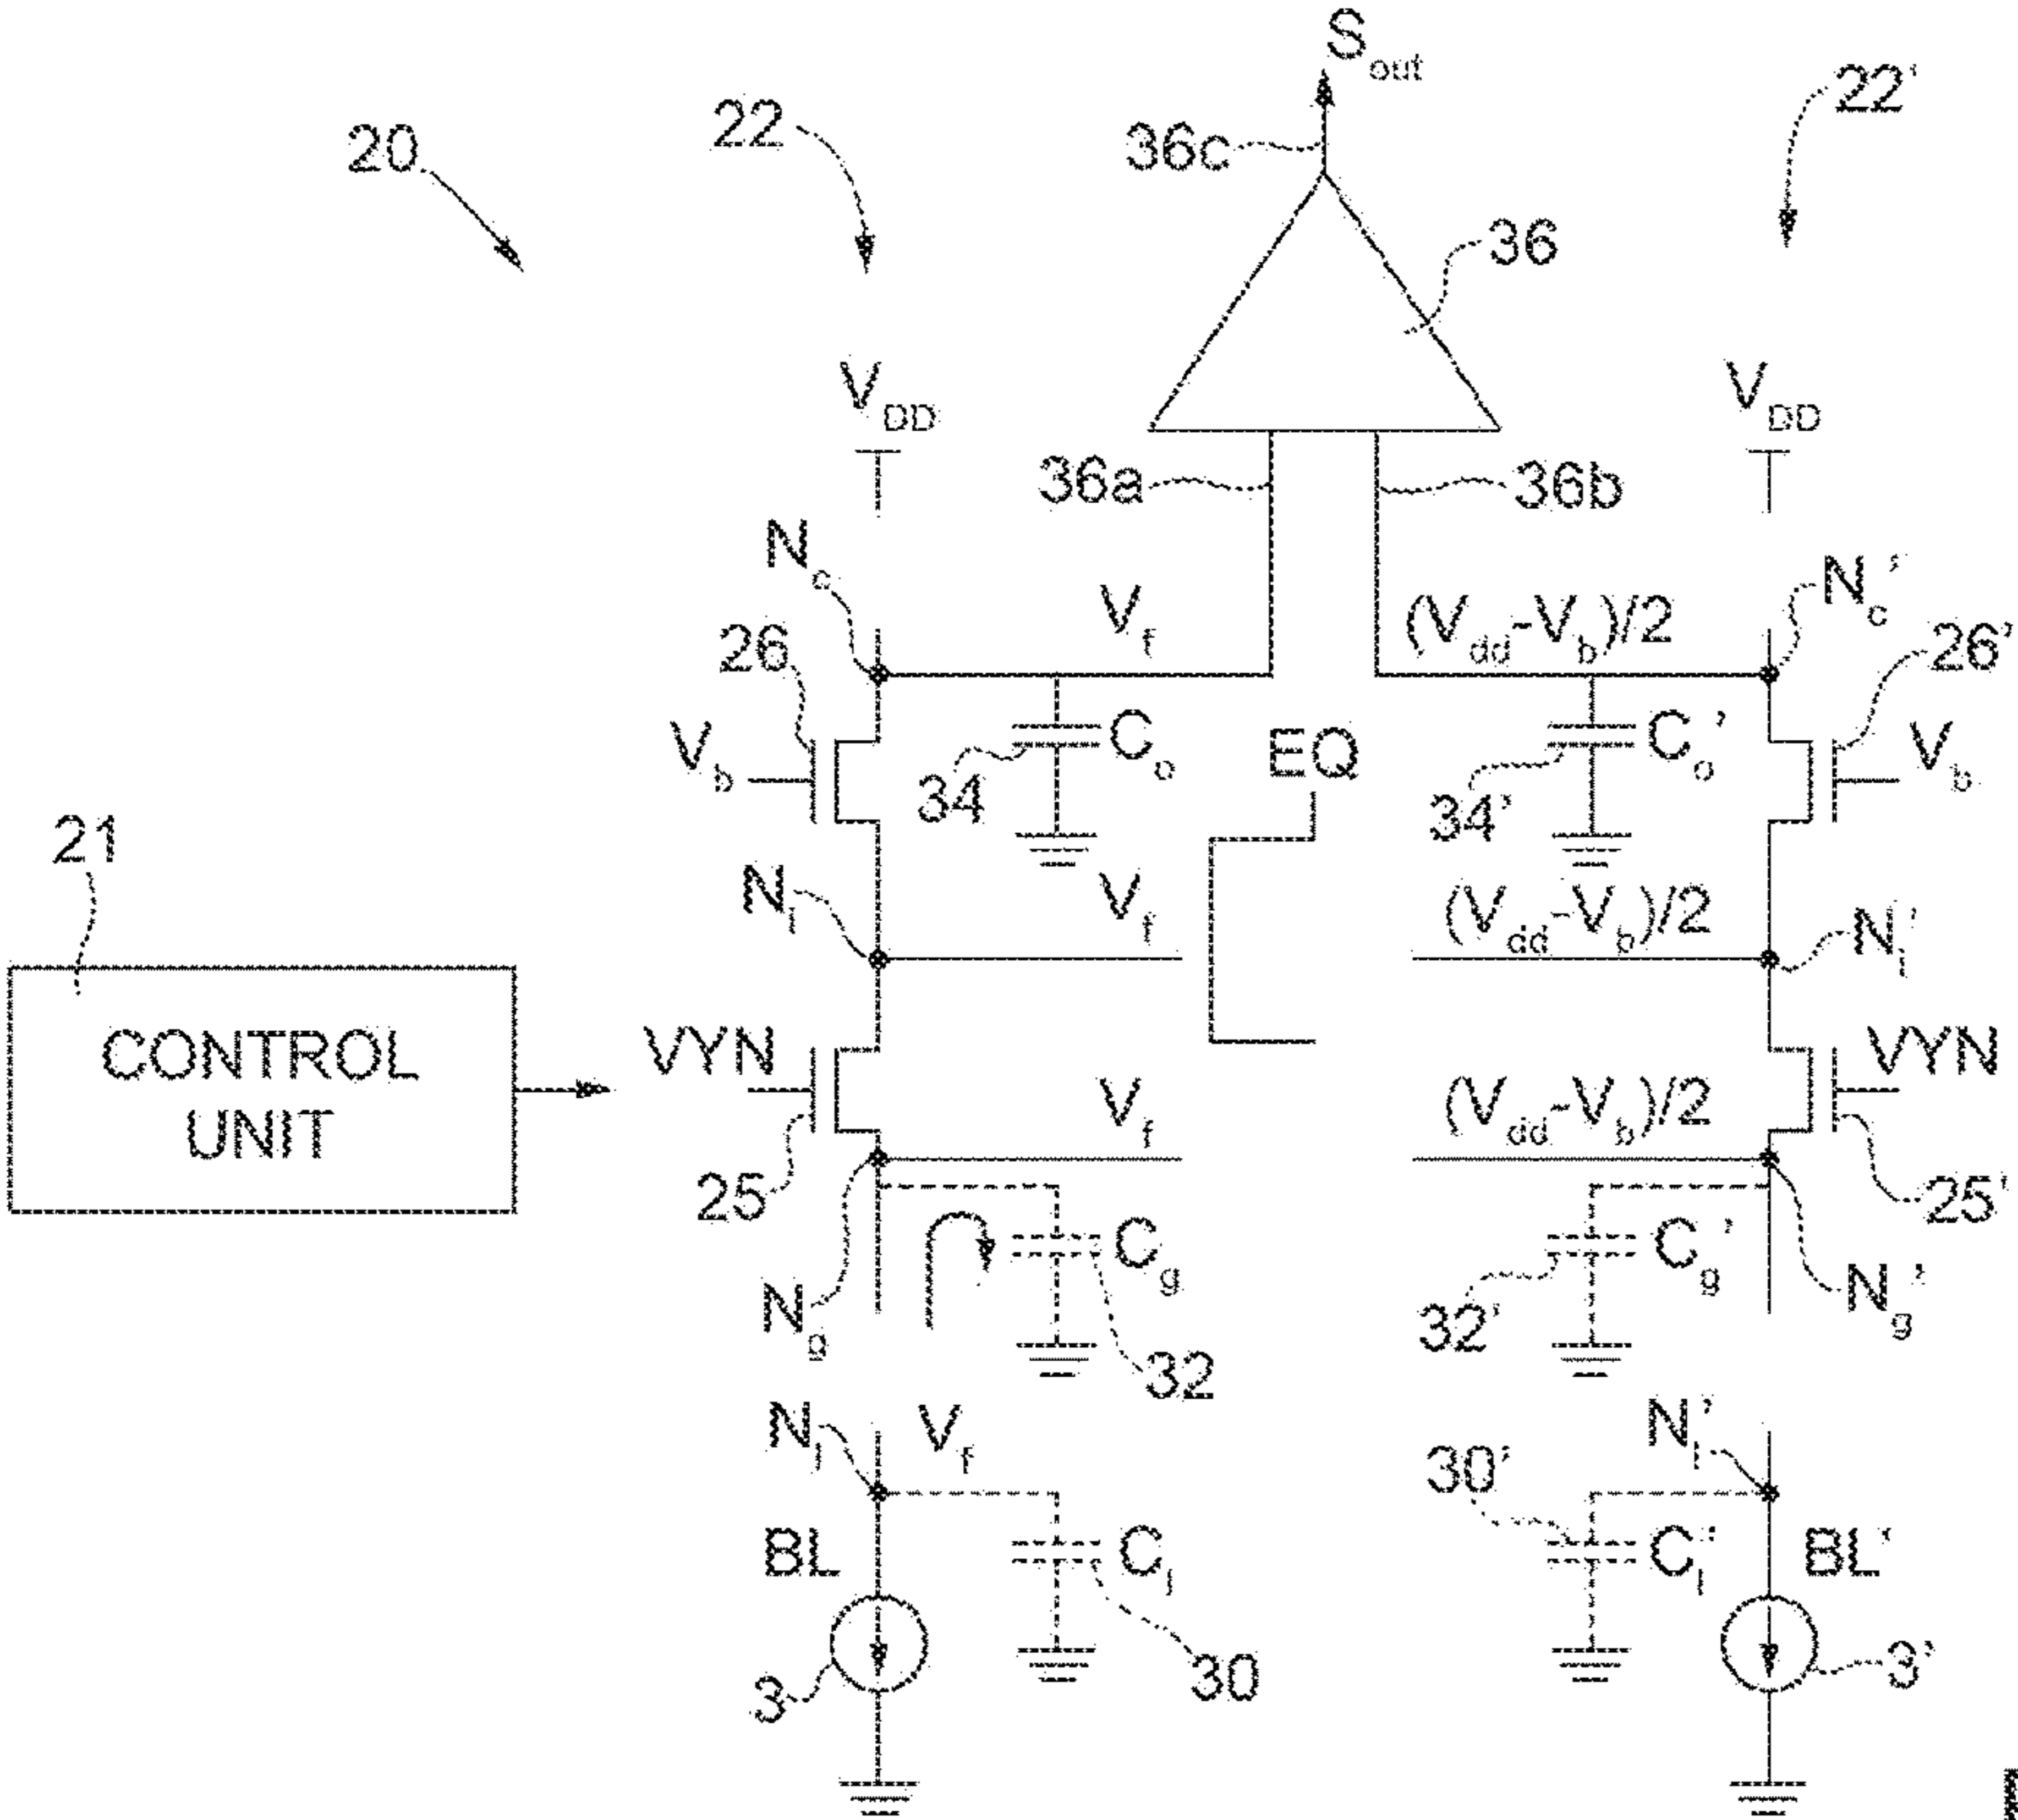 S_out
20
22
36c
22'
36
V_DD
V_DD
36a
36b
N_c
V_f
(V_dd-V_b)/2
N_c'
26
26'
V_b
C_o
EQ
C_o'
V_b
34
34'
21
N_i
V_f
(V_dd-V_b)/2
N_i'
CONTROL
UNIT
VYN
V_f
(V_dd-V_b)/2
VYN
25
25'
C_g
C_g'
N_g
32
32'
N_g'
N_l
V_f
N_l'
30'
BL
C_l
C_l'
BL'
3
30
3'